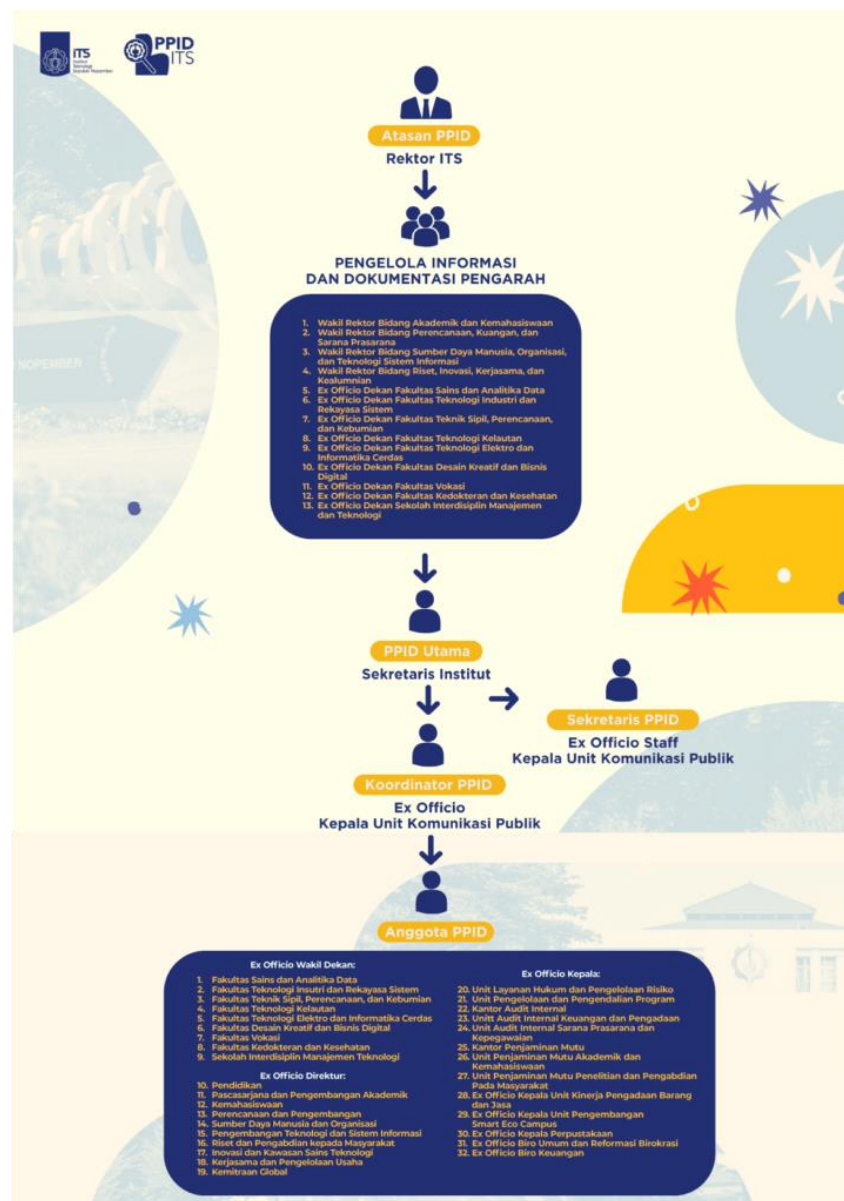 ITS
Institut
Teknologi
Sepuluh Nopember
PPID
ITS
Atasan PPID
Rektor ITS
PENGELOLA INFORMASI
DAN DOKUMENTASI PENGARAH
1. Wakil Rektor Bidang Akademik dan Kemahasiswaan
2. Wakil Rektor Bidang Perencanaan, Kuangan, dan
Sarana Prasarana
3. Wakil Rektor Bidang Sumber Daya Manusia, Organisasi,
dan Teknologi Sistem Informasi
4. Wakil Rektor Bidang Riset, Inovasi, Kerjasama, dan
Kealumnian
5. Ex Officio Dekan Fakultas Sains dan Analitika Data
6. Ex Officio Dekan Fakultas Teknologi Industri dan
Rekayasa Sistem
7. Ex Officio Dekan Fakultas Teknik Sipil, Perencanaan,
dan Kebumian
8. Ex Officio Dekan Fakultas Teknologi Kelautan
9. Ex Officio Dekan Fakultas Teknologi Elektro dan
Informatika Cerdas
10. Ex Officio Dekan Fakultas Desain Kreatif dan Bisnis
Digital
11. Ex Officio Dekan Fakultas Vokasi
12. Ex Officio Dekan Fakultas Kedokteran dan Kesehatan
13. Ex Officio Dekan Sekolah Interdisiplin Manajemen
dan Teknologi
NOPEMBER
PPID Utama
Sekretaris Institut
Sekretaris PPID
Ex Officio Staff
Kepala Unit Komunikasi Publik
Koordinator PPID
Ex Officio
Kepala Unit Komunikasi Publik
Anggota PPID
Ex Officio Wakil Dekan:
1. Fakultas Sains dan Analitika Data
2. Fakultas Teknologi Insutri dan Rekayasa Sistem
3. Fakultas Teknik Sipil, Perencanaan, dan Kebumian
4. Fakultas Teknologi Kelautan
5. Fakultas Teknologi Elektro dan Informatika Cerdas
6. Fakultas Desain Kreatif dan Bisnis Digital
7. Fakultas Vokasi
8. Fakultas Kedokteran dan Kesehatan
9. Sekolah Interdisiplin Manajemen Teknologi
Ex Officio Direktur:
10. Pendidikan
11. Pascasarjana dan Pengembangan Akademik
12. Kemahasiswaan
13. Perencanaan dan Pengembangan
14. Sumber Daya Manusia dan Organisasi
15. Pengembangan Teknologi dan Sistem Informasi
16. Riset dan Pengabdian kepada Masyarakat
17. Inovasi dan Kawasan Sains Teknologi
18. Kerjasama dan Pengelolaan Usaha
19. Kemitraan Global
Ex Officio Kepala:
20. Unit Layanan Hukum dan Pengelolaan Risiko
21. Unit Pengelolaan dan Pengendalian Program
22. Kantor Audit Internal
23. Unitt Audit Internal Keuangan dan Pengadaan
24. Unit Audit Internal Sarana Prasarana dan
Kepegawaian
25. Kantor Penjaminan Mutu
26. Unit Penjaminan Mutu Akademik dan
Kemahasiswaan
27. Unit Penjaminan Mutu Penelitian dan Pengabdian
Pada Masyarakat
28. Ex Officio Kepala Unit Kinerja Pengadaan Barang
dan Jasa
29. Ex Officio Kepala Unit Pengembangan
Smart Eco Campus
30. Ex Officio Kepala Perpustakaan
31. Ex Officio Biro Umum dan Reformasi Birokrasi
32. Ex Officio Biro Keuangan